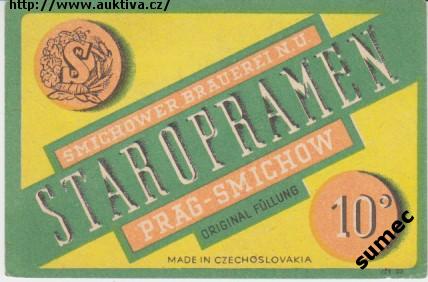 http://www.auktiva.cz/
S
SMICHOWER BRAUEREI N.U.
STAROPRAMEN
PRAG-SMICHOW
ORIGINAL FÜLLUNG
10°
MADE IN CZECHOSLOVAKIA
sumec